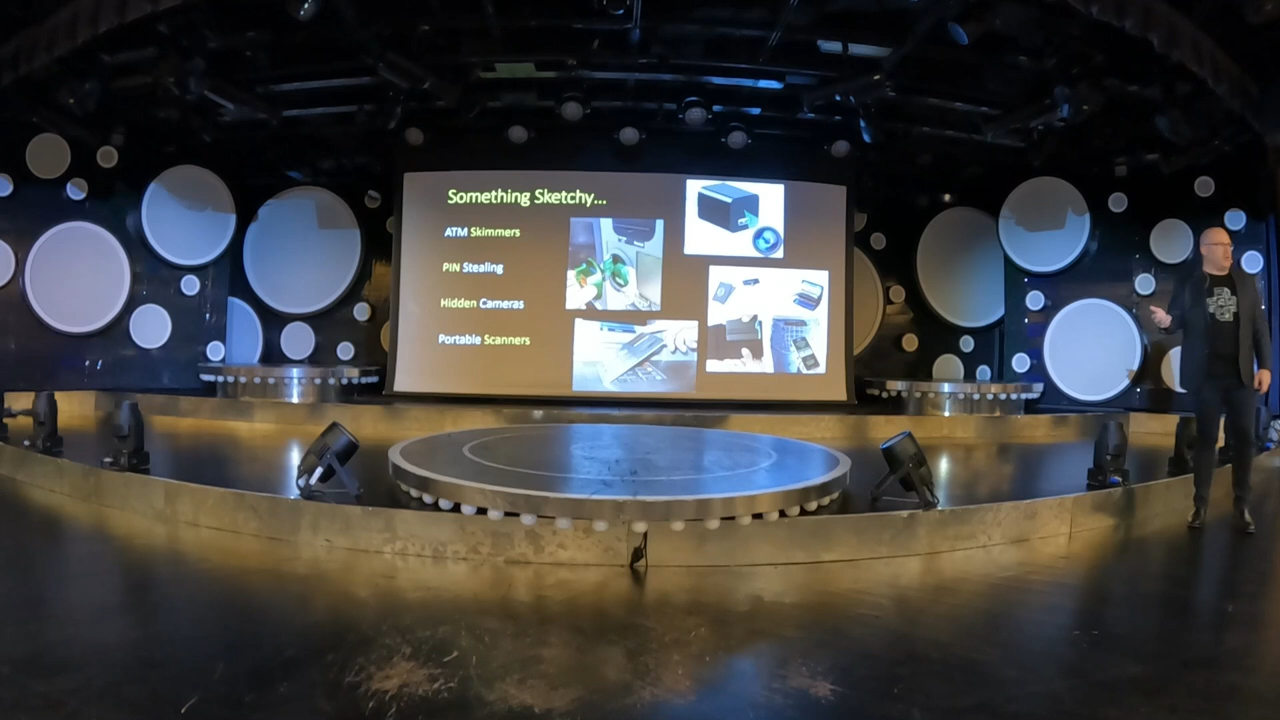 Something Sketchy...
ATM Skimmers
PIN Stealing
Hidden Cameras
Portable Scanners